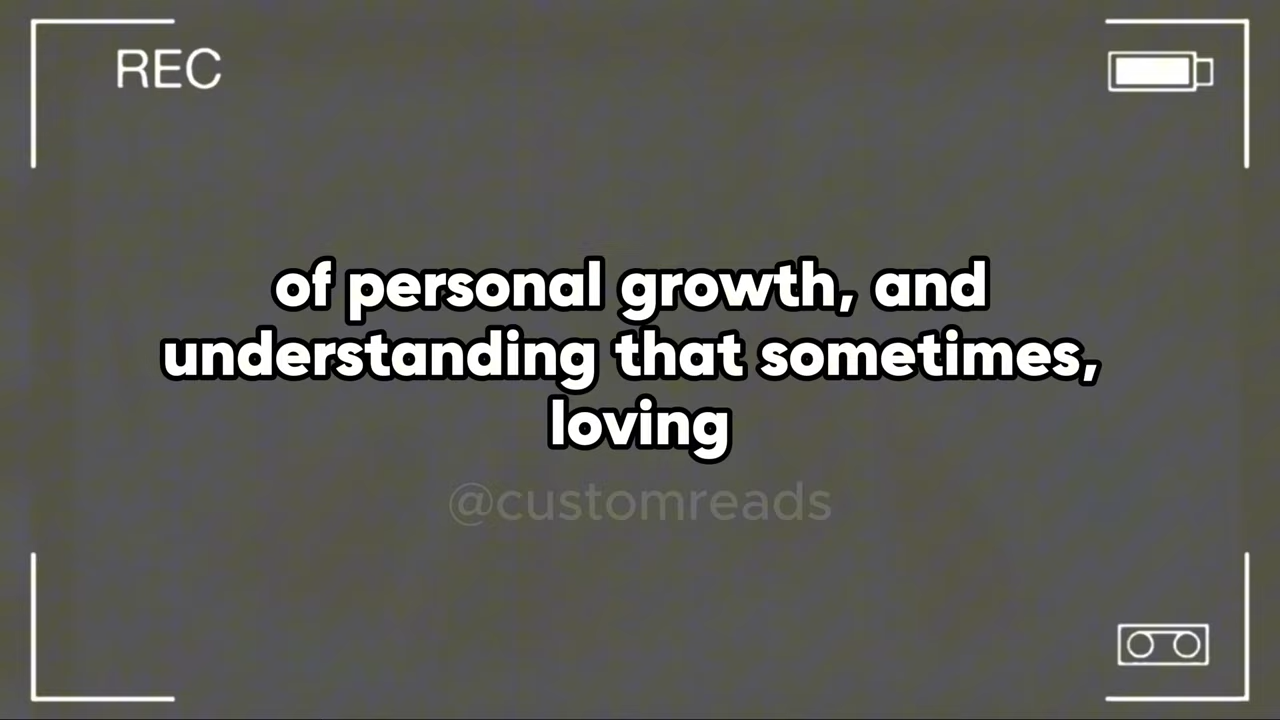 REC
of personal growth, and
understanding that sometimes,
loving
@customreads